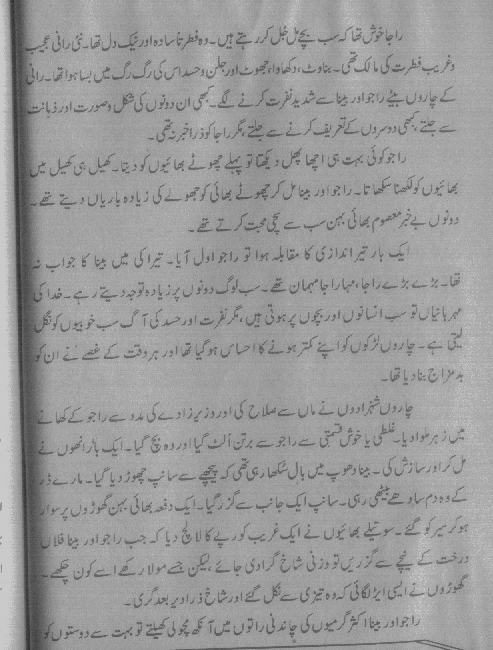 راجا خوش تھا کہ سب بچے مل جُل کر رہتے ہیں۔ وہ فطرتاً سادہ اور نیک دل تھا۔ نئی رانی عجیب
و غریب فطرت کی مالک تھی۔ بناوٹ، دکھاوا، جھوٹ اور جلن و حسد اس کی رگ رگ میں بسا ہوا تھا۔ رانی
کے چاروں بیٹے راجو اور بینا سے شدید نفرت کرنے لگے۔ کبھی ان دونوں کی شکل و صورت اور ذہانت
سے جلتے، کبھی دوسروں کے تعریف کرنے سے جلتے، مگر راجا کو ذرا خبر نہ تھی۔
راجو کوئی بہت ہی اچھا پھل دیکھتا تو پہلے چھوٹے بھائیوں کو دیتا۔ کھیل ہی کھیل میں
بھائیوں کو لکھنا سکھاتا۔ راجو اور بینا مل کر چھوٹے بھائی کو جھولے کی زیادہ باریاں دیتے تھے۔
دونوں بے خبر معصوم بھائی بہن سب سے سچی محبت کرتے تھے۔
ایک بار تیر اندازی کا مقابلہ ہوا تو راجو اول آیا۔ تیراکی میں بینا کا جواب نہ
تھا۔ بڑے بڑے راجا، مہاراجا مہمان تھے۔ سب لوگ دونوں پر زیادہ توجہ دیتے رہے۔ خدا کی
مہربانیاں تو سب انسانوں اور بچوں پر ہوتی ہیں، مگر نفرت اور حسد کی آگ سب خوبیوں کو نگل
لیتی ہے۔ چاروں لڑکوں کو اپنے کمتر ہونے کا احساس ہو گیا تھا اور ہر وقت کے غصے نے ان کو
بدمزاج بنا دیا تھا۔
چاروں شہزادوں نے ماں سے صلاح کی اور وزیر زادے کی مدد سے راجو کے کھانے
میں زہر ملوا دیا۔ غلطی یا خوش قسمتی سے راجو سے برتن اُلٹ گیا اور وہ بچ گیا۔ ایک بار انھوں نے
مل کر اور سازش کی۔ بینا دھوپ میں بال سُکھا رہی تھی کہ پیچھے سے سانپ چھوڑ دیا گیا۔ مارے ڈر
کے وہ دم سادھے بیٹھی رہی۔ سانپ ایک جانب سے گزر گیا۔ ایک دفعہ بھائی بہن گھوڑوں پر سوار
ہو کر سیر کو گئے۔ سوتیلے بھائیوں نے ایک غریب کو رپے کا لالچ دیا کہ جب راجو اور بینا فلاں
درخت کے نیچے سے گزریں تو وزنی شاخ گرا دی جائے، لیکن جسے مولا رکھے اسے کون چکھے۔
گھوڑوں نے ایسی ایڑ لگائی کہ وہ تیزی سے نکل گئے اور شاخ ذرا دیر بعد گری۔
راجو اور بینا اکثر گرمیوں کی چاندنی راتوں میں آنکھ مچولی کھیلتے تو بہت سے دوستوں کو